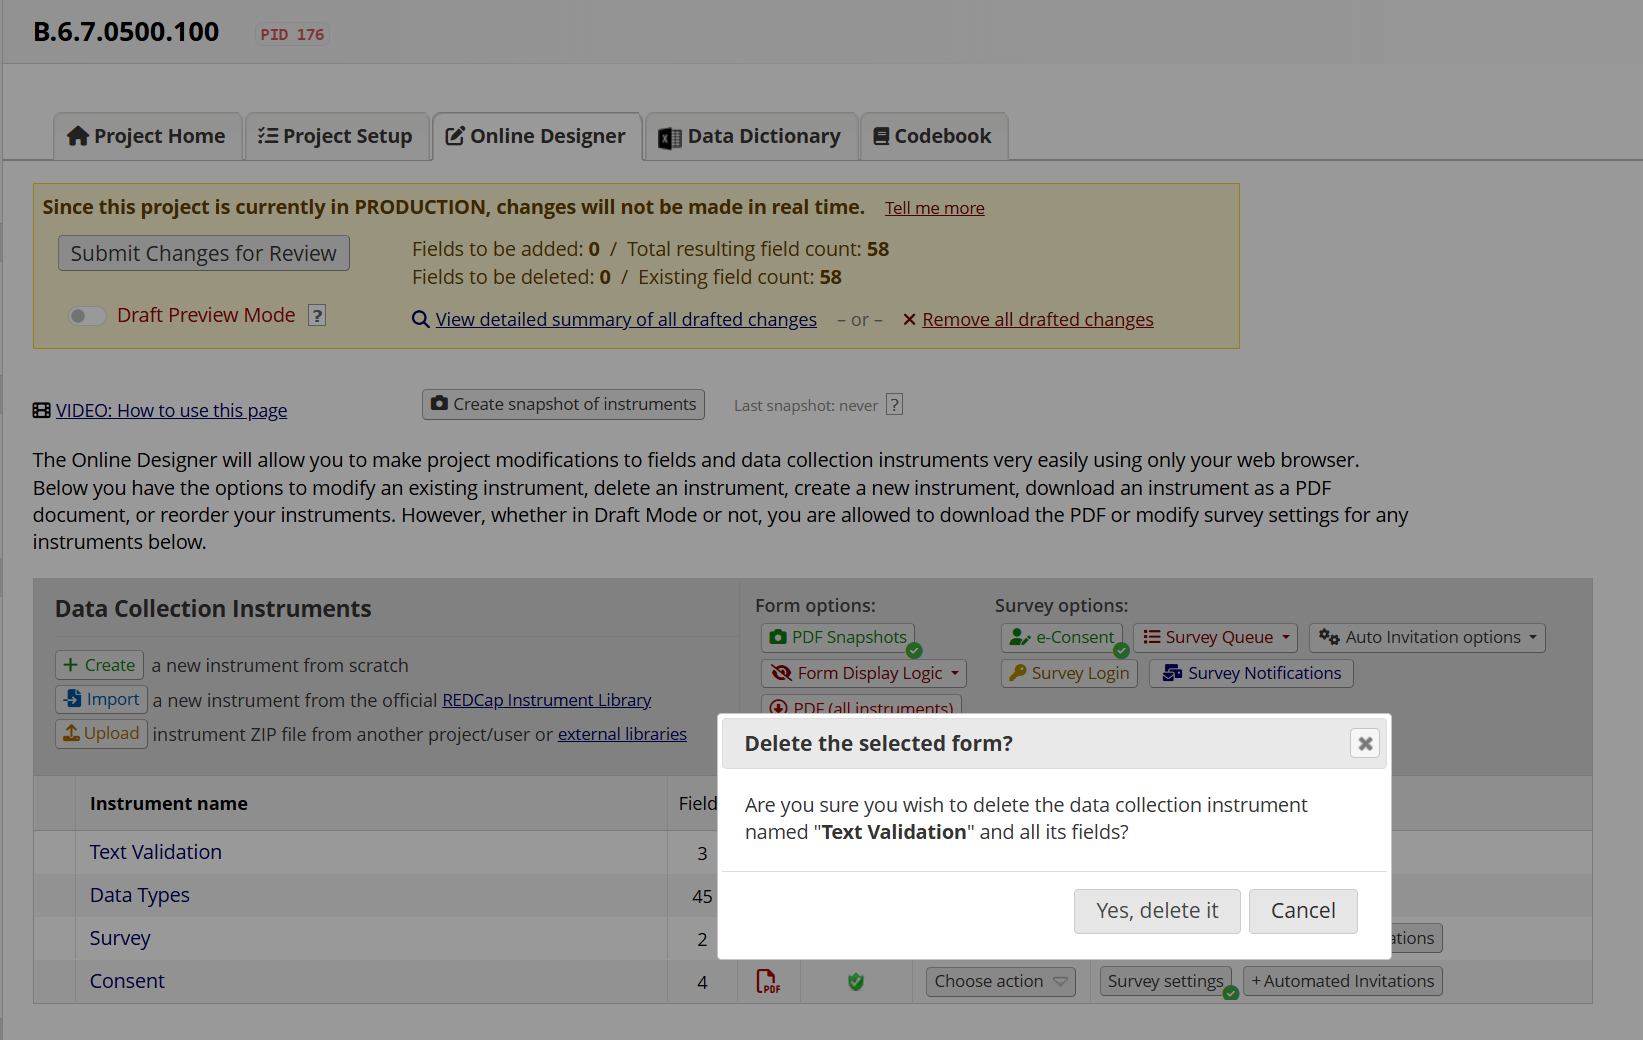 B.6.7.0500.100 PID 176
Project Home Project Setup Online Designer Data Dictionary Codebook
Since this project is currently in PRODUCTION, changes will not be made in real time. Tell me more
Submit Changes for Review
Fields to be added: 0 / Total resulting field count: 58
Fields to be deleted: 0 / Existing field count: 58
Draft Preview Mode ?
View detailed summary of all drafted changes – or – Remove all drafted changes
VIDEO: How to use this page
Create snapshot of instruments Last snapshot: never ?
The Online Designer will allow you to make project modifications to fields and data collection instruments very easily using only your web browser.
Below you have the options to modify an existing instrument, delete an instrument, create a new instrument, download an instrument as a PDF
document, or reorder your instruments. However, whether in Draft Mode or not, you are allowed to download the PDF or modify survey settings for any
instruments below.
Data Collection Instruments
+ Create a new instrument from scratch
Import a new instrument from the official REDCap Instrument Library
Upload instrument ZIP file from another project/user or external libraries
Form options:
PDF Snapshots
Form Display Logic
PDF (all instruments)
Survey options:
e-Consent Survey Queue Auto Invitation options
Survey Login Survey Notifications
Delete the selected form?
Are you sure you wish to delete the data collection instrument
named "Text Validation" and all its fields?
Yes, delete it Cancel
Instrument name Field
Text Validation 3
Data Types 45
Survey 2 ations
Consent 4 PDF Choose action Survey settings + Automated Invitations